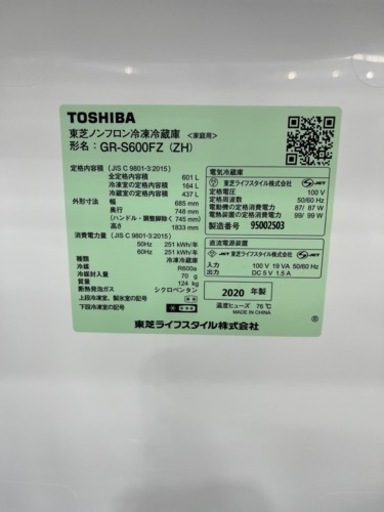 TOSHIBA
東芝ノンフロン冷凍冷蔵庫 <家庭用>
形名: GR-S600FZ (ZH)
定格内容積 (JIS C 9801-3:2015)
全定格内容積 601 L
冷凍室の定格内容積 164 L
冷蔵室の定格内容積 437 L
外形寸法 幅 685 mm
奥行 748 mm
(ハンドル・調整脚除く 745 mm)
高さ 1833 mm
消費電力量 (JIS C 9801-3:2015)
50Hz 251 kWh/年
60Hz 251 kWh/年
種類 冷凍冷蔵庫
冷媒 R600a
冷媒封入量 70 g
質量 124 kg
断熱発泡ガス シクロペンタン
上段冷凍室、製氷室の記号
下段冷凍室の記号
電気冷蔵庫
東芝ライフスタイル株式会社 JET
定格電圧 100 V
定格周波数 50/60 Hz
電動機の定格消費電力 87/ 87 W
電熱装置の定格消費電力 99/ 99 W
製造番号 95002503
直流電源装置
JET 東芝ライフスタイル株式会社 JET
入力 100 V 19 VA 50/60 Hz
出力 DC 5 V 1.5 A
2020 年製
温度ヒューズ 76℃
MADE IN CHINA
東芝ライフスタイル株式会社